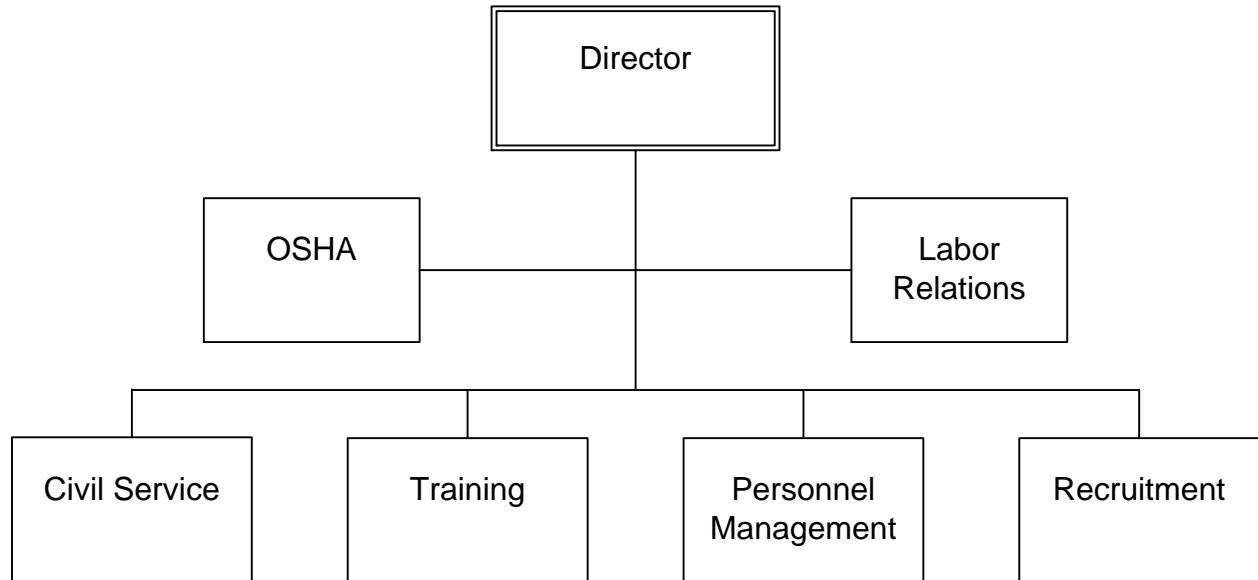 Director
OSHA
Labor
Relations
Civil Service
Training
Personnel
Management
Recruitment